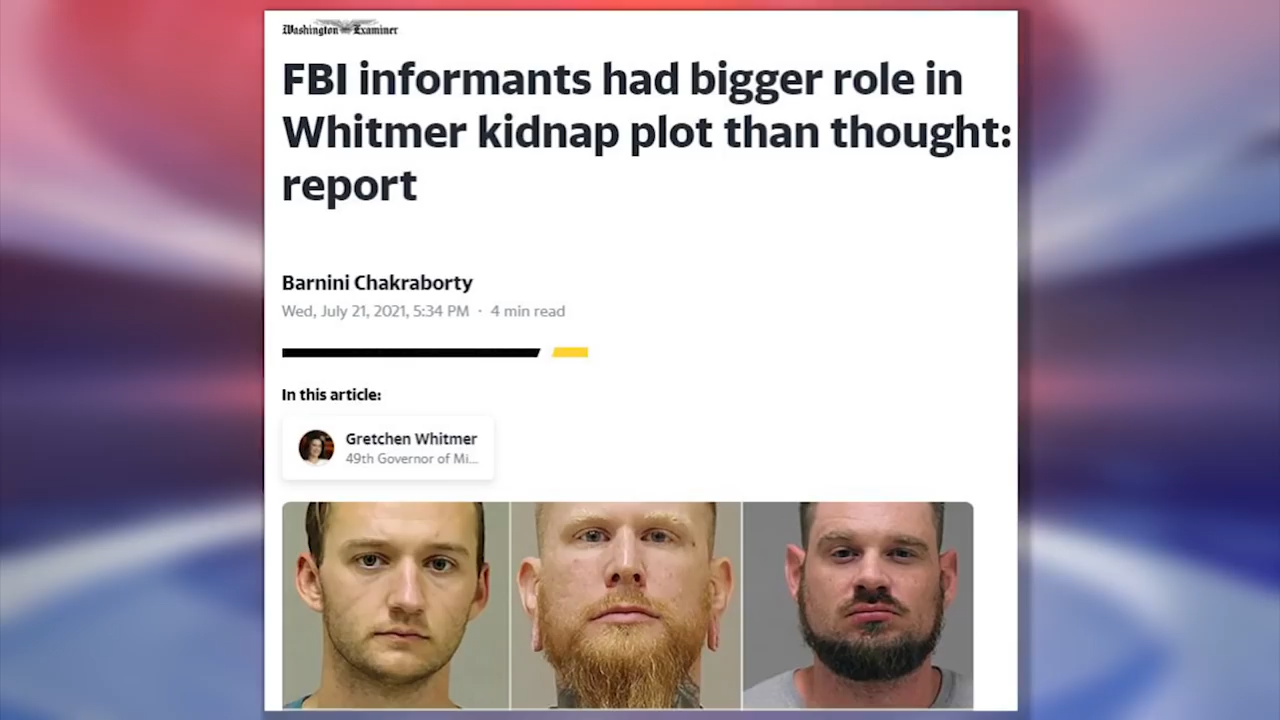 Washington Examiner
FBI informants had bigger role in
Whitmer kidnap plot than thought:
report
Barnini Chakraborty
Wed, July 21, 2021, 5:34 PM · 4 min read
In this article:
Gretchen Whitmer
49th Governor of Mi...